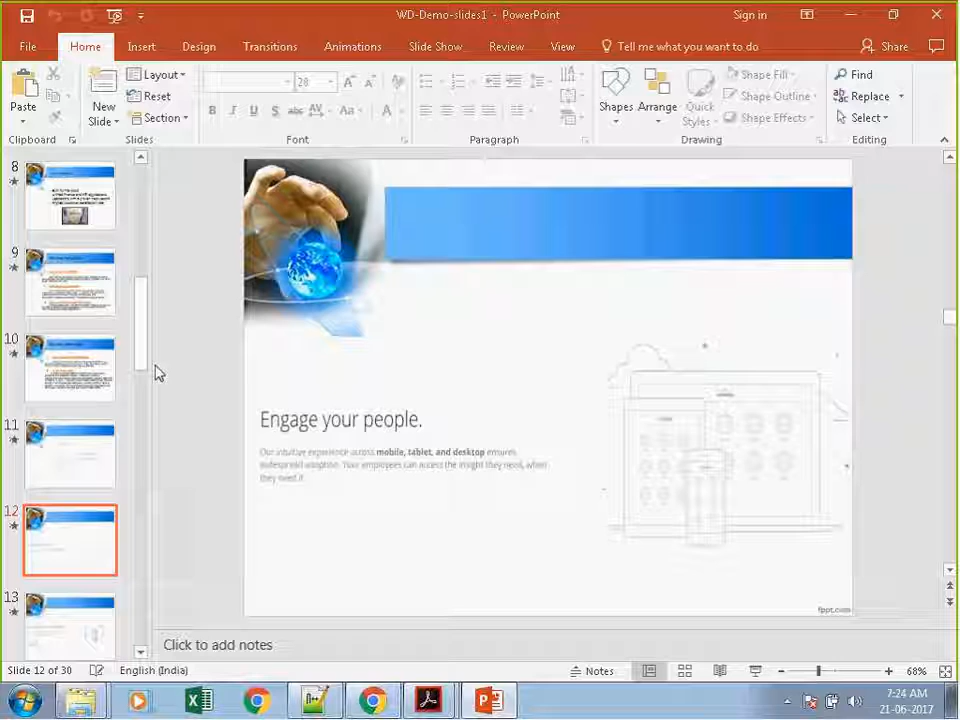 WD-Demo-slides1 - PowerPoint
Sign in
File Home Insert Design Transitions Animations Slide Show Review View Tell me what you want to do Share
Paste
New Slide
Layout
Reset
Section
28
B I U S abc AV Aa A
Shapes Arrange Quick Styles
Shape Fill
Shape Outline
Shape Effects
Find
Replace
Select
Clipboard Slides Font Paragraph Drawing Editing
8
9
10
11
12
13
Engage your people.
Our intuitive experience across mobile, tablet, and desktop ensures
widespread adoption. Your employees can access the insight they need, when
they need it.
fppt.com
Click to add notes
Slide 12 of 30 English (India) Notes 68%
7:24 AM
21-06-2017